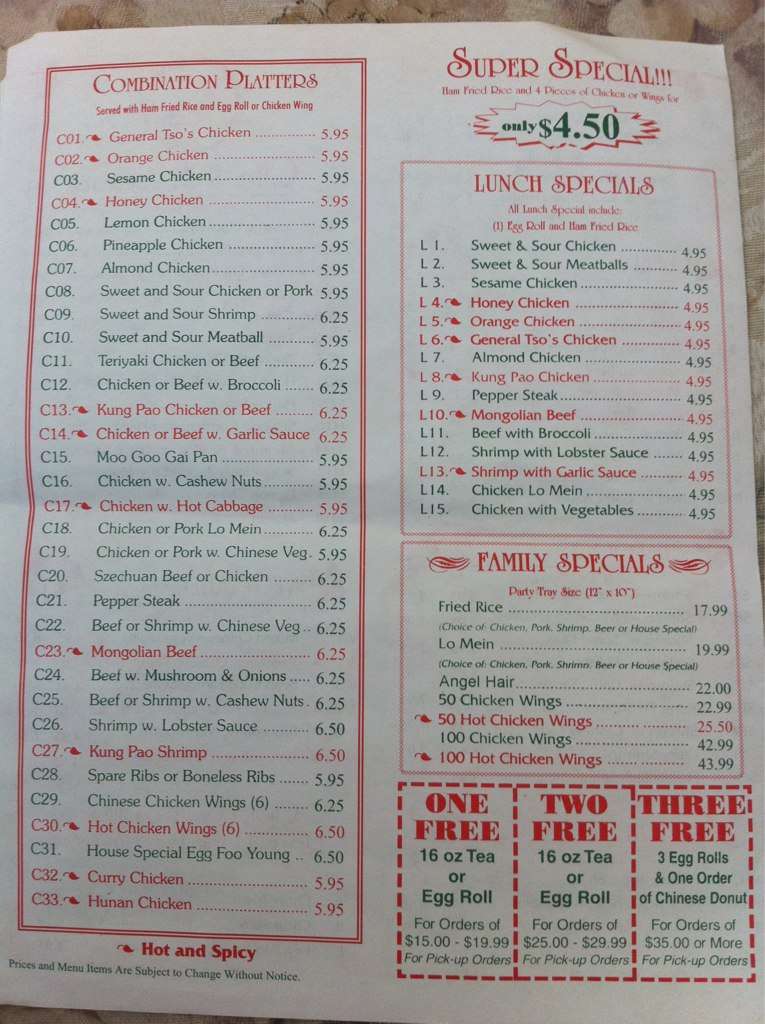 COMBINATION PLATTERS
Served with Ham Fried Rice and Egg Roll or Chicken Wing
C01. General Tso's Chicken ............... 5.95
C02. Orange Chicken ......................... 5.95
C03. Sesame Chicken ......................... 5.95
C04. Honey Chicken .......................... 5.95
C05. Lemon Chicken ......................... 5.95
C06. Pineapple Chicken ..................... 5.95
C07. Almond Chicken ........................ 5.95
C08. Sweet and Sour Chicken or Pork 5.95
C09. Sweet and Sour Shrimp ............. 6.25
C10. Sweet and Sour Meatball ........... 5.95
C11. Teriyaki Chicken or Beef ............ 6.25
C12. Chicken or Beef w. Broccoli ....... 6.25
C13. Kung Pao Chicken or Beef ......... 6.25
C14. Chicken or Beef w. Garlic Sauce 6.25
C15. Moo Goo Gai Pan ..................... 5.95
C16. Chicken w. Cashew Nuts ........... 5.95
C17. Chicken w. Hot Cabbage ........... 5.95
C18. Chicken or Pork Lo Mein ............ 6.25
C19. Chicken or Pork w. Chinese Veg. 5.95
C20. Szechuan Beef or Chicken ......... 6.25
C21. Pepper Steak ............................ 6.25
C22. Beef or Shrimp w. Chinese Veg .. 6.25
C23. Mongolian Beef ......................... 6.25
C24. Beef w. Mushroom & Onions ..... 6.25
C25. Beef or Shrimp w. Cashew Nuts . 6.25
C26. Shrimp w. Lobster Sauce ........... 6.50
C27. Kung Pao Shrimp ...................... 6.50
C28. Spare Ribs or Boneless Ribs ....... 5.95
C29. Chinese Chicken Wings (6) ........ 6.25
C30. Hot Chicken Wings (6) .............. 6.50
C31. House Special Egg Foo Young .. 6.50
C32. Curry Chicken .......................... 5.95
C33. Hunan Chicken ......................... 5.95
Hot and Spicy
Prices and Menu Items Are Subject to Change Without Notice.
SUPER SPECIAL!!!
Ham Fried Rice and 4 Pieces of Chicken or Wings for
only $4.50
LUNCH SPECIALS
All Lunch Special include:
(1) Egg Roll and Ham Fried Rice
L 1. Sweet & Sour Chicken .............. 4.95
L 2. Sweet & Sour Meatballs ........... 4.95
L 3. Sesame Chicken ...................... 4.95
L 4. Honey Chicken ........................ 4.95
L 5. Orange Chicken ....................... 4.95
L 6. General Tso's Chicken .............. 4.95
L 7. Almond Chicken ...................... 4.95
L 8. Kung Pao Chicken .................... 4.95
L 9. Pepper Steak ........................... 4.95
L10. Mongolian Beef ....................... 4.95
L11. Beef with Broccoli .................... 4.95
L12. Shrimp with Lobster Sauce ...... 4.95
L13. Shrimp with Garlic Sauce ......... 4.95
L14. Chicken Lo Mein ...................... 4.95
L15. Chicken with Vegetables .......... 4.95
FAMILY SPECIALS
Party Tray Size (12" x 10")
Fried Rice ....................................... 17.99
(Choice of: Chicken, Pork, Shrimp, Beer or House Special)
Lo Mein .......................................... 19.99
(Choice of: Chicken, Pork, Shrimp, Beer or House Special)
Angel Hair ...................................... 22.00
50 Chicken Wings ........................... 22.99
50 Hot Chicken Wings .................... 25.50
100 Chicken Wings ......................... 42.99
100 Hot Chicken Wings .................. 43.99
ONE FREE
16 oz Tea
or
Egg Roll
For Orders of
$15.00 - $19.99
For Pick-up Orders
TWO FREE
16 oz Tea
or
Egg Roll
For Orders of
$25.00 - $29.99
For Pick-up Orders
THREE FREE
3 Egg Rolls
& One Order
of Chinese Donut
For Orders of
$35.00 or More
For Pick-up Orders